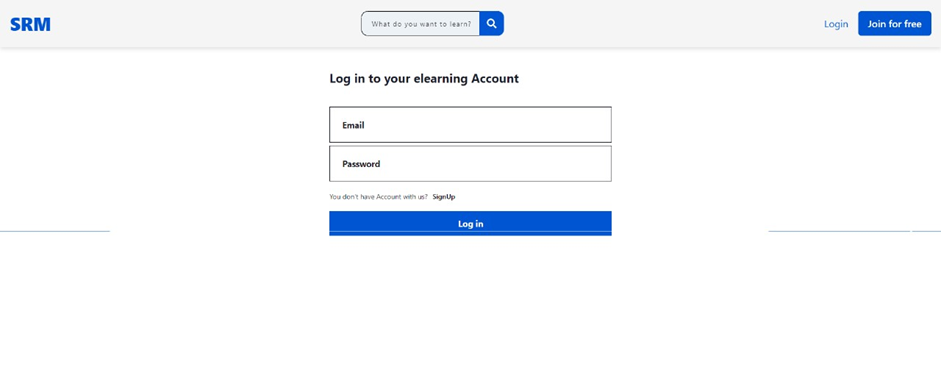 SRM
What do you want to learn?
Login
Join for free
Log in to your elearning Account
Email
Password
You don't have Account with us? SignUp
Log in